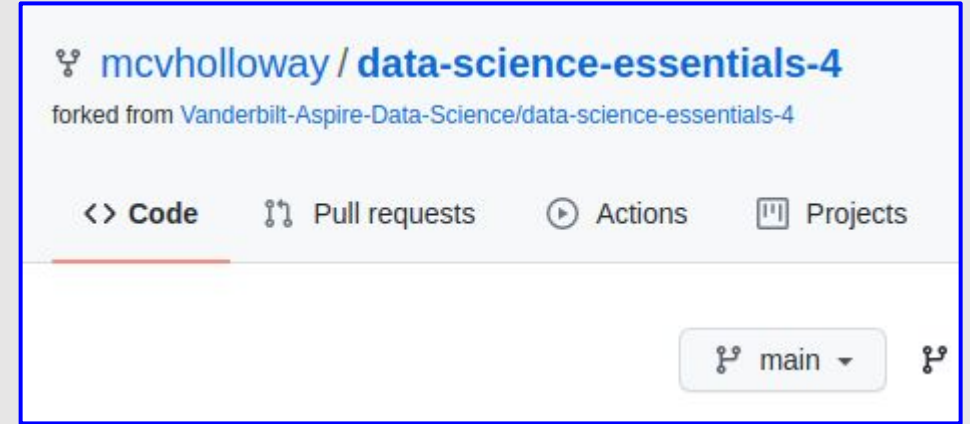 mcvholloway / data-science-essentials-4
forked from Vanderbilt-Aspire-Data-Science/data-science-essentials-4
<> Code Pull requests Actions Projects
main